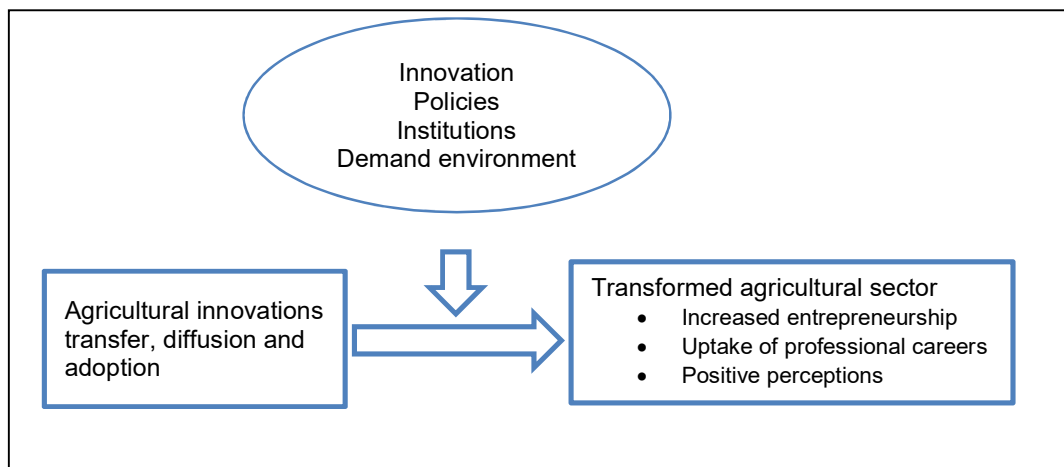 Innovation
Policies
Institutions
Demand environment
Agricultural innovations
transfer, diffusion and
adoption
Transformed agricultural sector
• Increased entrepreneurship
• Uptake of professional careers
• Positive perceptions